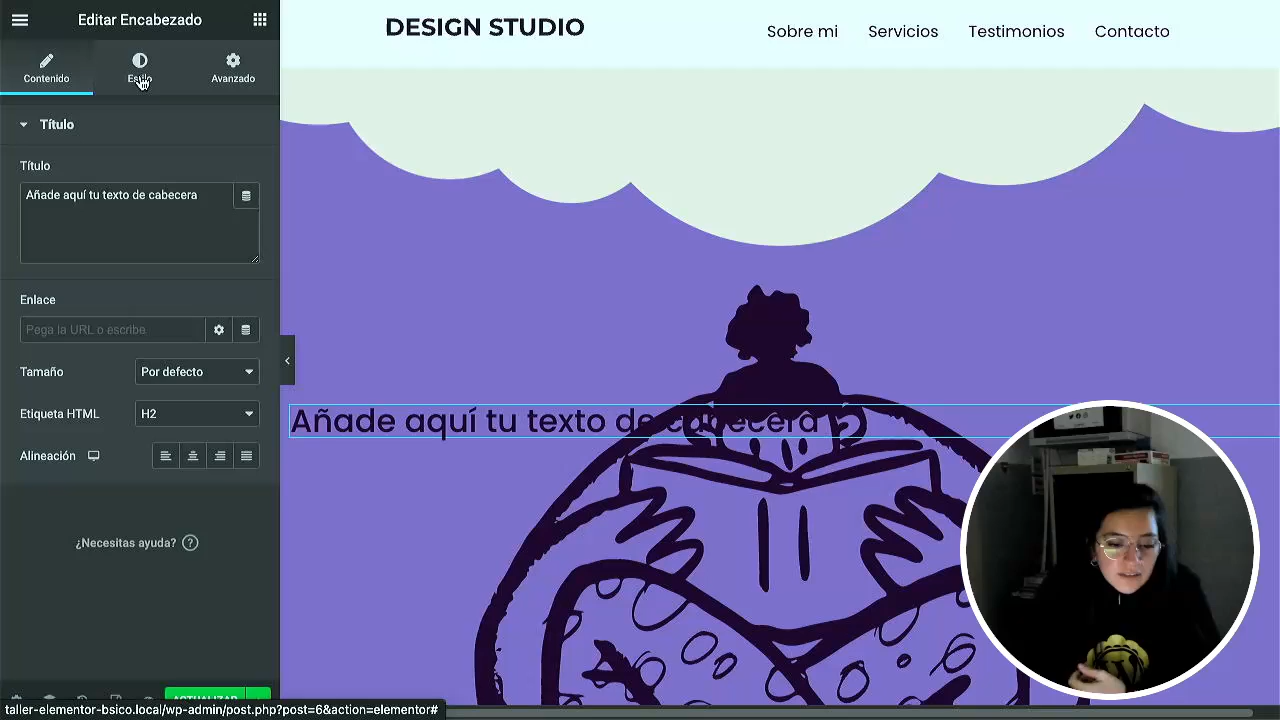 Editar Encabezado
Contenido
Estilo
Avanzado
Título
Título
Añade aquí tu texto de cabecera
Enlace
Pega la URL o escribe
Tamaño
Por defecto
Etiqueta HTML
H2
Alineación
¿Necesitas ayuda?
ACTUALIZAR
taller-elementor-bsico.local/wp-admin/post.php?post=6&action=elementor#
DESIGN STUDIO
Sobre mi
Servicios
Testimonios
Contacto
Añade aquí tu texto de cabecera